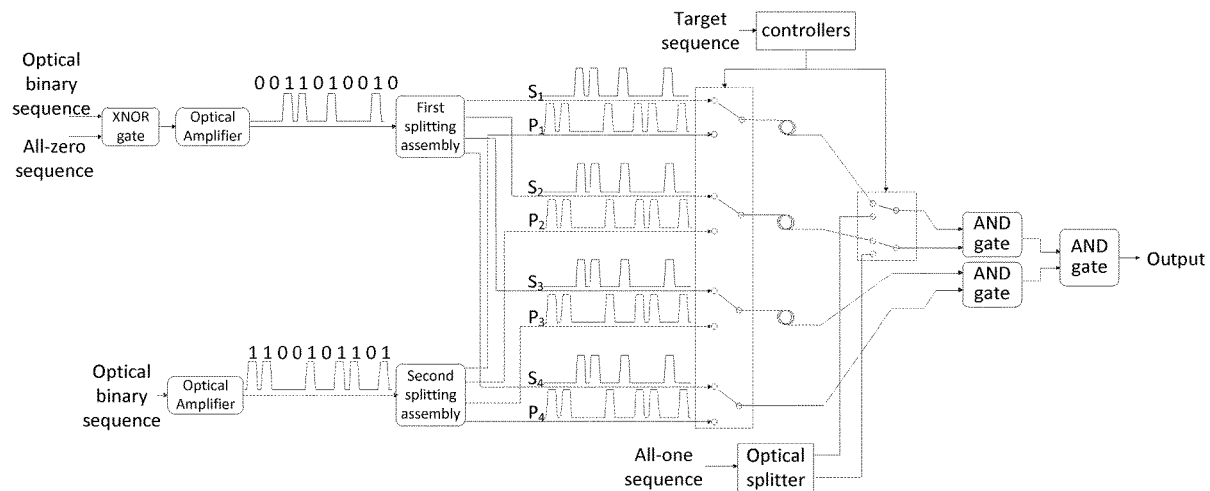 Target
sequence
controllers
Optical
binary
sequence
0 0 1 1 0 1 0 0 1 0
S1
XNOR
gate
Optical
Amplifier
First
splitting
assembly
P1
All-zero
sequence
S2
P2
AND
gate
AND
gate
Output
AND
gate
S3
P3
1 1 0 0 1 0 1 1 0 1
Optical
binary
sequence
Optical
Amplifier
Second
splitting
assembly
S4
P4
All-one
sequence
Optical
splitter